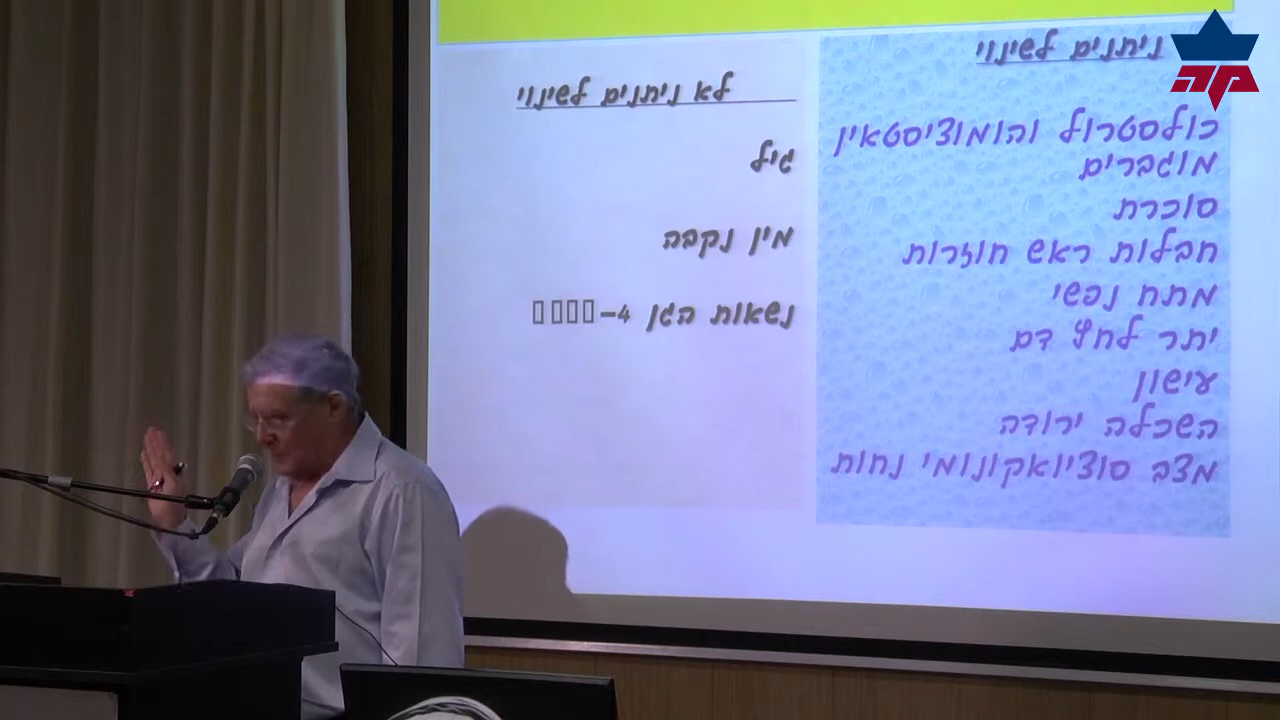 ניתנים לשינוי
כולסטרול והומוציסטאין
מוגברים
סוכרת
חבלות ראש חוזרות
מתח נפשי
יתר לחץ דם
עישון
השכלה ירודה
מצב סוציואקונומי נחות
לא ניתנים לשינוי
גיל
מין נקבה
נשאות הגן 4-